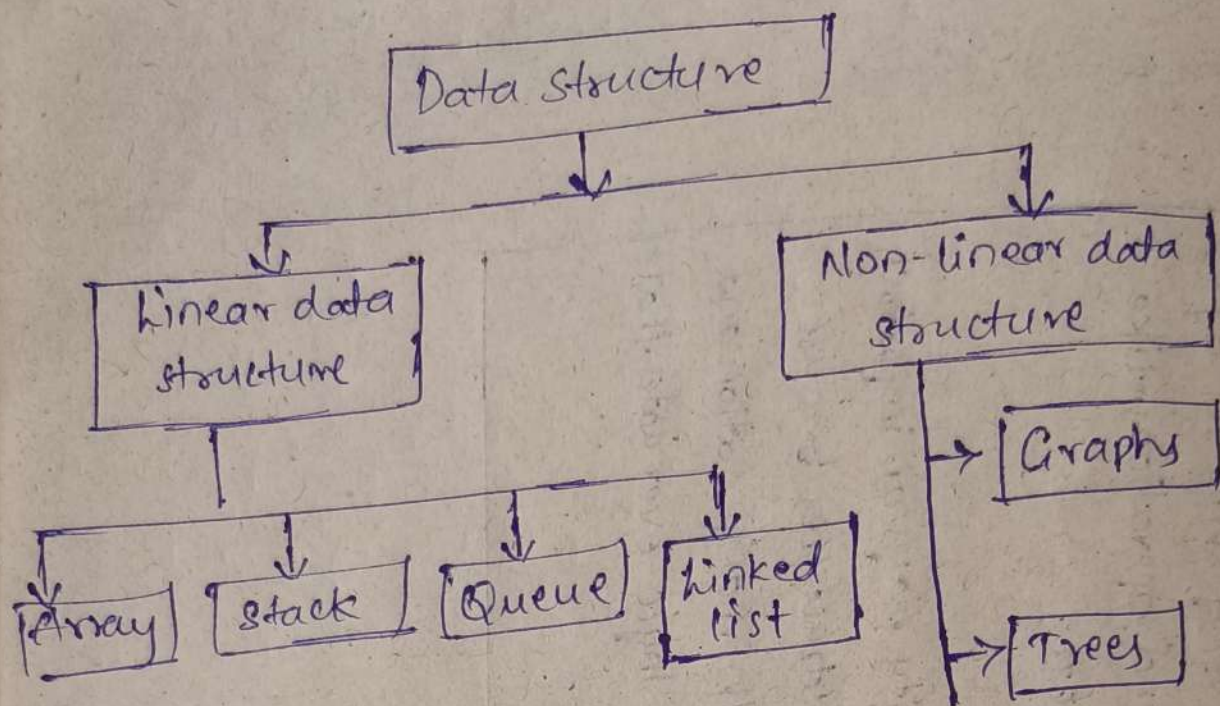 Data structure
Linear data
structure
Non-linear data
structure
Graphs
Array
Stack
Queue
Linked
list
Trees